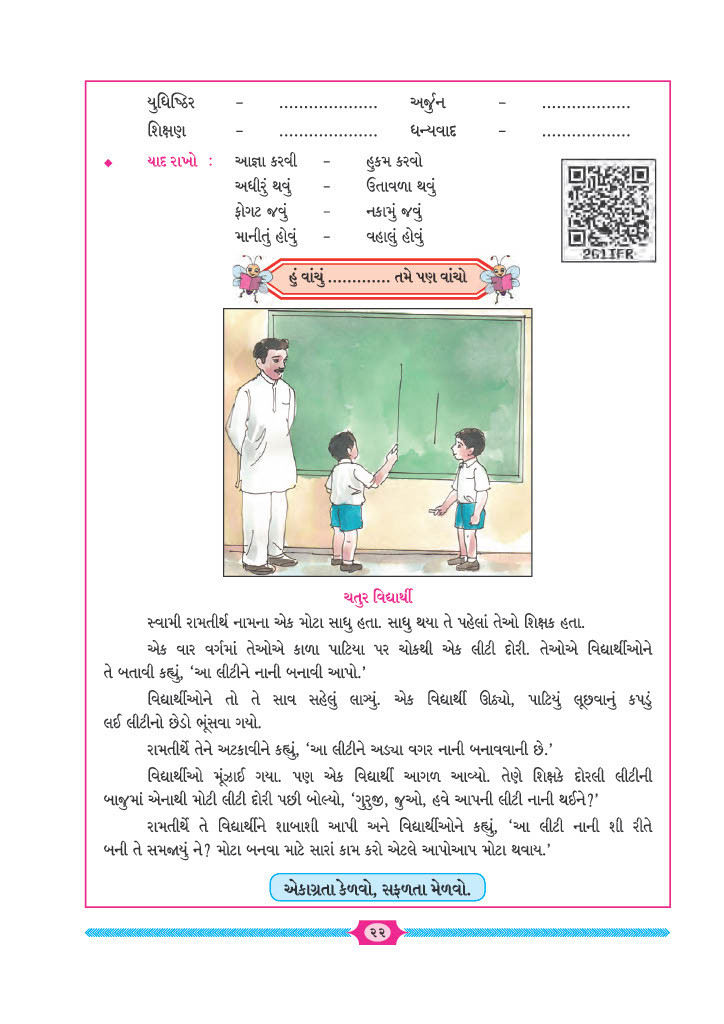 યુધિષ્ઠિર – .................... અર્જુન – ..................
શિક્ષણ – .................... ધન્યવાદ – ..................
◆ યાદ રાખો : આજ્ઞા કરવી – હુકમ કરવો
અધીરું થવું – ઉતાવળા થવું
ફોગટ જવું – નકામું જવું
માનીતું હોવું – વહાલું હોવું
2G1IFR
હું વાંચું ............. તમે પણ વાંચો
ચતુર વિદ્યાર્થી
સ્વામી રામતીર્થ નામના એક મોટા સાધુ હતા. સાધુ થયા તે પહેલાં તેઓ શિક્ષક હતા.
એક વાર વર્ગમાં તેઓએ કાળા પાટિયા પર ચોકથી એક લીટી દોરી. તેઓએ વિદ્યાર્થીઓને
તે બતાવી કહ્યું, ‘આ લીટીને નાની બનાવી આપો.’
વિદ્યાર્થીઓને તો તે સાવ સહેલું લાગ્યું. એક વિદ્યાર્થી ઊઠ્યો, પાટિયું લૂછવાનું કપડું
લઈ લીટીનો છેડો ભૂંસવા ગયો.
રામતીર્થે તેને અટકાવીને કહ્યું, ‘આ લીટીને અડ્યા વગર નાની બનાવવાની છે.’
વિદ્યાર્થીઓ મૂંઝાઈ ગયા. પણ એક વિદ્યાર્થી આગળ આવ્યો. તેણે શિક્ષકે દોરલી લીટીની
બાજુમાં એનાથી મોટી લીટી દોરી પછી બોલ્યો, ‘ગુરુજી, જુઓ, હવે આપની લીટી નાની થઈને?’
રામતીર્થે તે વિદ્યાર્થીને શાબાશી આપી અને વિદ્યાર્થીઓને કહ્યું, ‘આ લીટી નાની શી રીતે
બની તે સમજાયું ને? મોટા બનવા માટે સારાં કામ કરો એટલે આપોઆપ મોટા થવાય.’
એકાગ્રતા કેળવો, સફળતા મેળવો.
૨૨